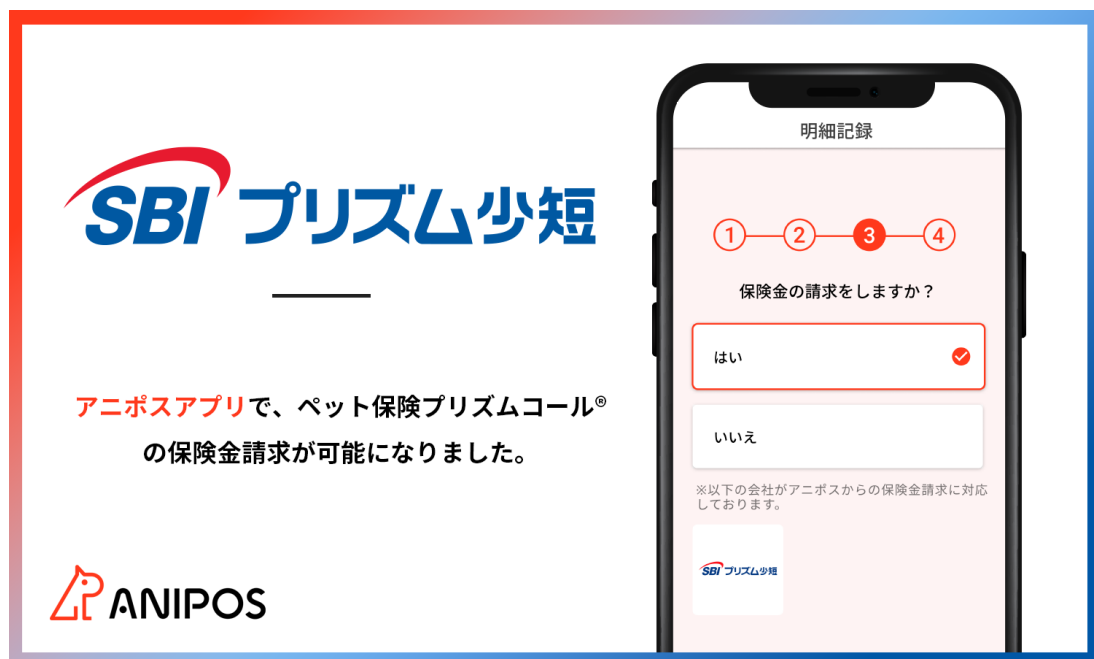 SBI プリズム少短
アニポスアプリで、ペット保険プリズムコール®
の保険金請求が可能になりました。
ANIPOS
明細記録
1 2 3 4
保険金の請求をしますか？
はい
いいえ
※以下の会社がアニポスからの保険金請求に対応
しております。
SBI プリズム少短